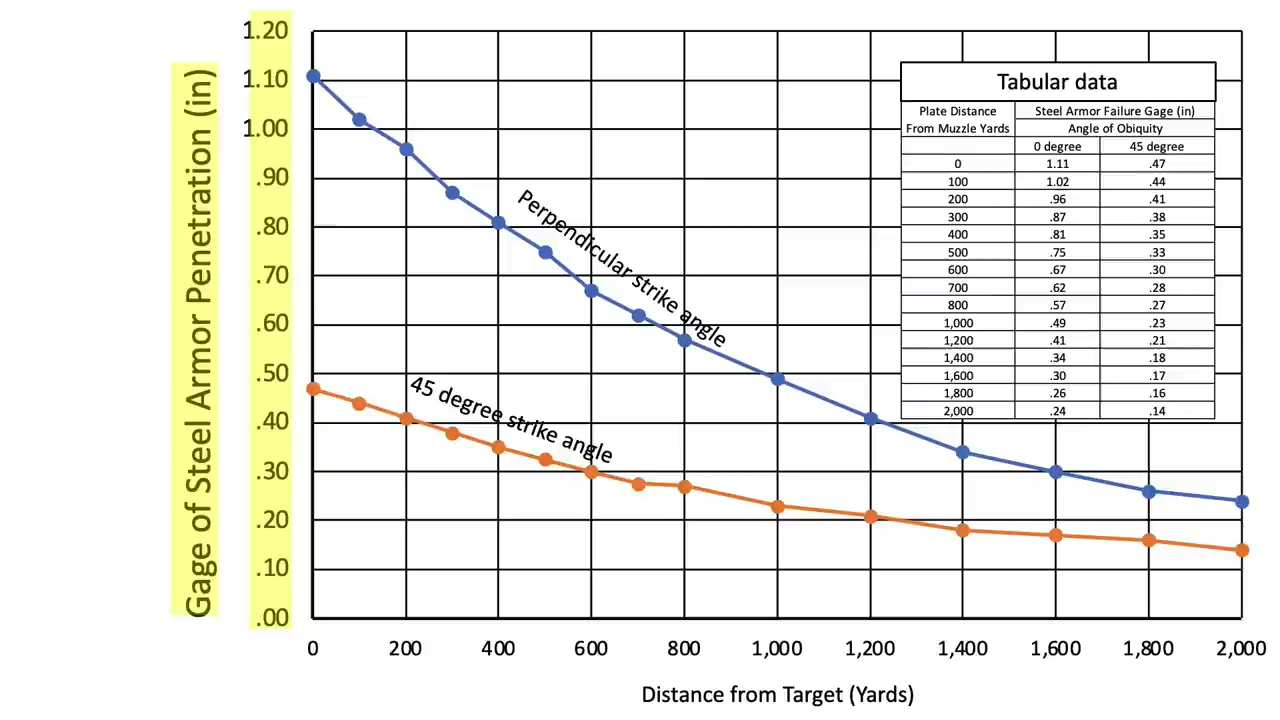 Gage of Steel Armor Penetration (in)
1.20
1.10
1.00
.90
.80
.70
.60
.50
.40
.30
.20
.10
.00
Perpendicular strike angle
45 degree strike angle
Tabular data
Plate Distance Steel Armor Failure Gage (in)
From Muzzle Yards Angle of Obiquity
0 degree 45 degree
0 1.11 .47
100 1.02 .44
200 .96 .41
300 .87 .38
400 .81 .35
500 .75 .33
600 .67 .30
700 .62 .28
800 .57 .27
1,000 .49 .23
1,200 .41 .21
1,400 .34 .18
1,600 .30 .17
1,800 .26 .16
2,000 .24 .14
0 200 400 600 800 1,000 1,200 1,400 1,600 1,800 2,000
Distance from Target (Yards)